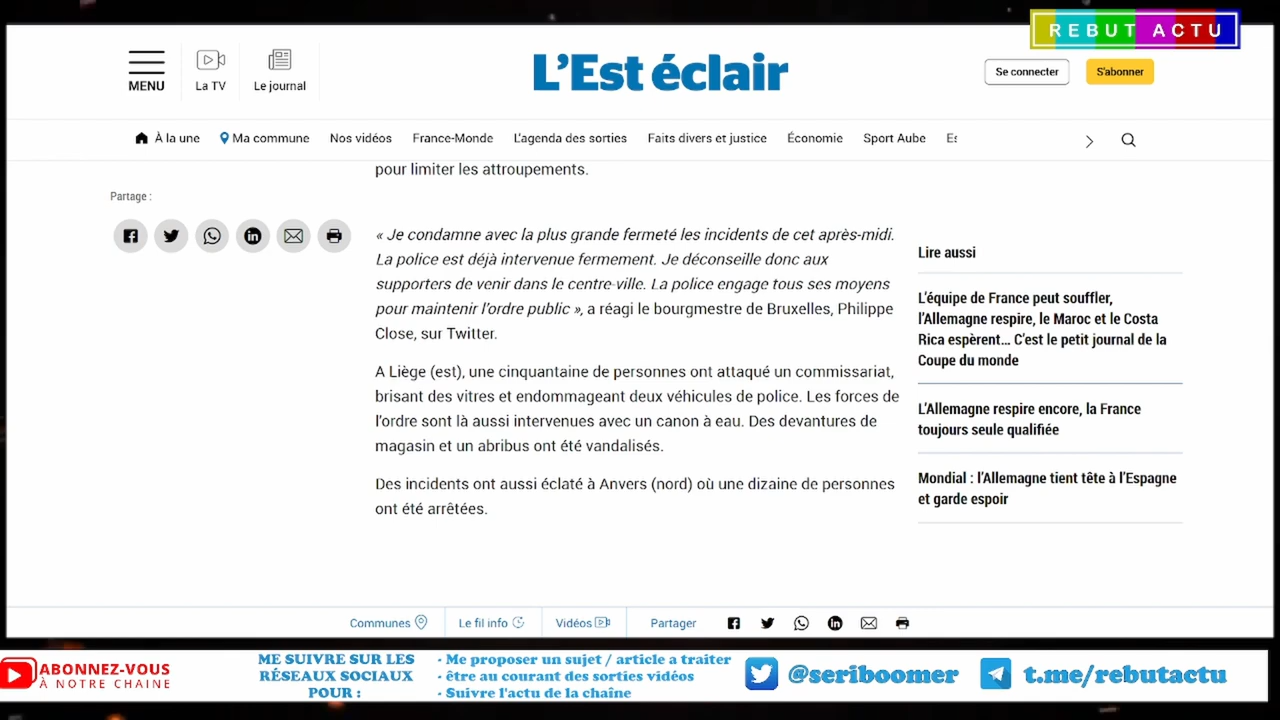 REBUT ACTU
MENU
La TV
Le journal
L'Est éclair
Se connecter
S'abonner
À la une
Ma commune
Nos vidéos
France-Monde
L'agenda des sorties
Faits divers et justice
Économie
Sport Aube
Es
pour limiter les attroupements.
Partage :
« Je condamne avec la plus grande fermeté les incidents de cet après-midi.
La police est déjà intervenue fermement. Je déconseille donc aux
supporters de venir dans le centre-ville. La police engage tous ses moyens
pour maintenir l'ordre public », a réagi le bourgmestre de Bruxelles, Philippe
Close, sur Twitter.
A Liège (est), une cinquantaine de personnes ont attaqué un commissariat,
brisant des vitres et endommageant deux véhicules de police. Les forces de
l'ordre sont là aussi intervenues avec un canon à eau. Des devantures de
magasin et un abribus ont été vandalisés.
Des incidents ont aussi éclaté à Anvers (nord) où une dizaine de personnes
ont été arrêtées.
Lire aussi
L'équipe de France peut souffler,
l'Allemagne respire, le Maroc et le Costa
Rica espèrent... C'est le petit journal de la
Coupe du monde
L'Allemagne respire encore, la France
toujours seule qualifiée
Mondial : l'Allemagne tient tête à l'Espagne
et garde espoir
Communes
Le fil info
Vidéos
Partager
ABONNEZ-VOUS
À NOTRE CHAINE
ME SUIVRE SUR LES
RÉSEAUX SOCIAUX
POUR :
· Me proposer un sujet / article a traiter
· être au courant des sorties vidéos
· Suivre l'actu de la chaîne
@seriboomer
t.me/rebutactu